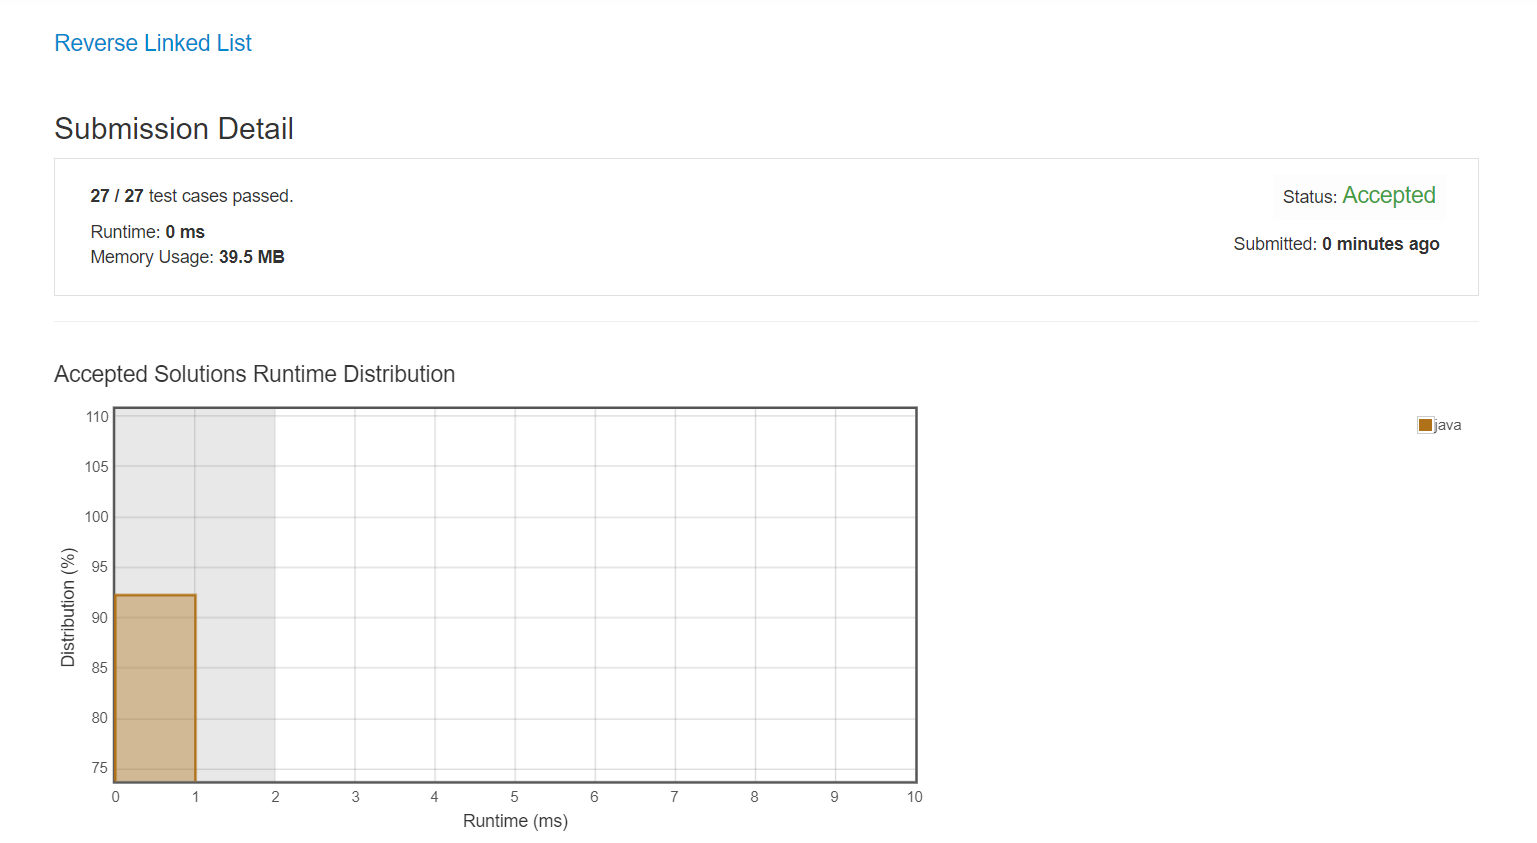 Reverse Linked List
Submission Detail
27 / 27 test cases passed.
Status: Accepted
Runtime: 0 ms
Submitted: 0 minutes ago
Memory Usage: 39.5 MB
Accepted Solutions Runtime Distribution
110
105
100
95
90
85
80
75
Distribution (%)
0 1 2 3 4 5 6 7 8 9 10
Runtime (ms)
java